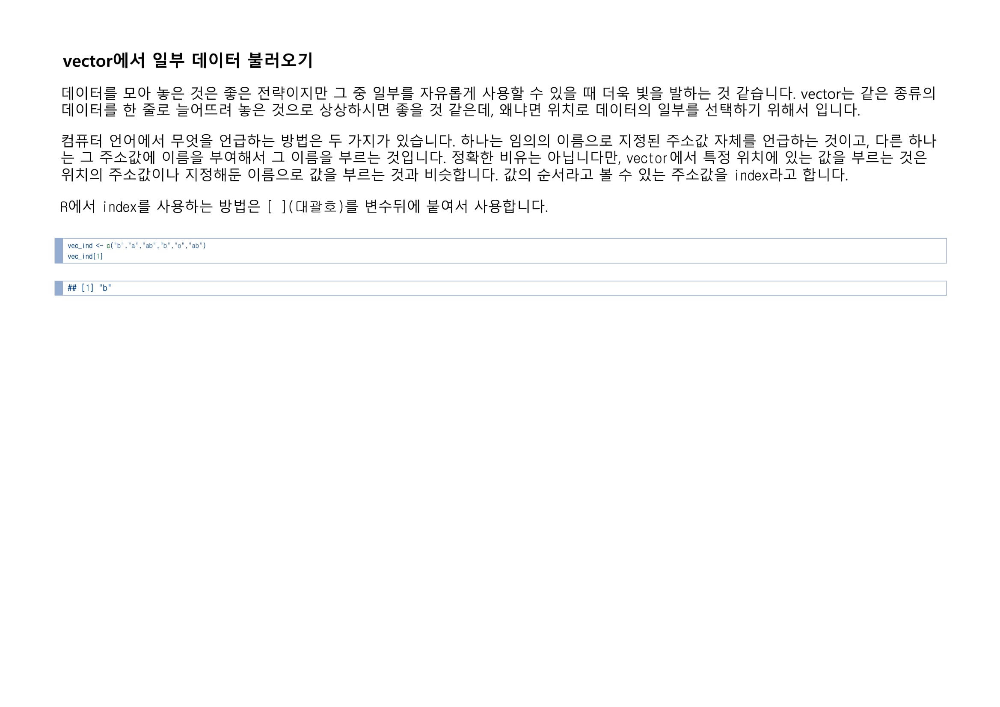 vector에서 일부 데이터 불러오기
데이터를 모아 놓은 것은 좋은 전략이지만 그 중 일부를 자유롭게 사용할 수 있을 때 더욱 빛을 발하는 것 같습니다. vector는 같은 종류의
데이터를 한 줄로 늘어뜨려 놓은 것으로 상상하시면 좋을 것 같은데, 왜냐면 위치로 데이터의 일부를 선택하기 위해서 입니다.
컴퓨터 언어에서 무엇을 언급하는 방법은 두 가지가 있습니다. 하나는 임의의 이름으로 지정된 주소값 자체를 언급하는 것이고, 다른 하나
는 그 주소값에 이름을 부여해서 그 이름을 부르는 것입니다. 정확한 비유는 아닙니다만, vector에서 특정 위치에 있는 값을 부르는 것은
위치의 주소값이나 지정해둔 이름으로 값을 부르는 것과 비슷합니다. 값의 순서라고 볼 수 있는 주소값을 index라고 합니다.
R에서 index를 사용하는 방법은 [ ](대괄호)를 변수뒤에 붙여서 사용합니다.
vec_ind <- c("b","a","ab","b","o","ab")
vec_ind[1]
## [1] "b"